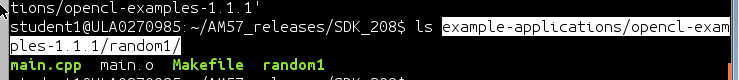 tions/opencl-examples-1.1.1'
student1@ULA0270985:~/AM57_releases/SDK_208$ ls example-applications/opencl-exam
ples-1.1.1/random1/
main.cpp main.o Makefile random1